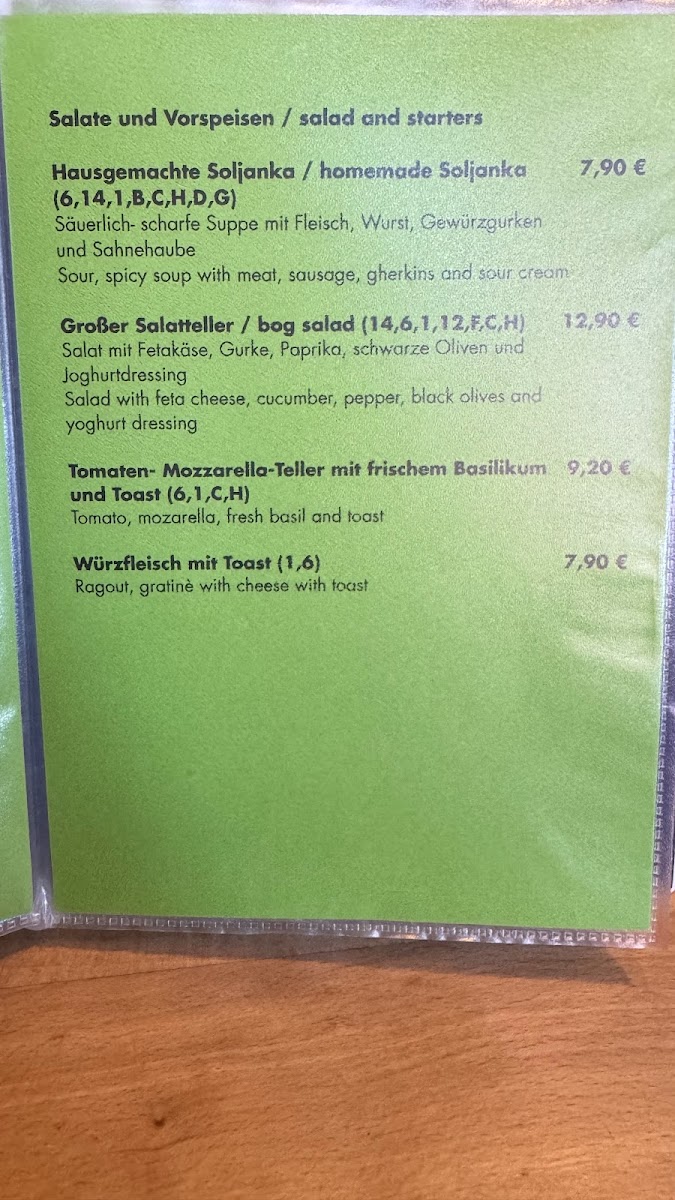 Salate und Vorspeisen / salad and starters
Hausgemachte Soljanka / homemade Soljanka 7,90 €
(6,14,1,B,C,H,D,G)
Säuerlich- scharfe Suppe mit Fleisch, Wurst, Gewürzgurken
und Sahnehaube
Sour, spicy soup with meat, sausage, gherkins and sour cream
Großer Salatteller / bog salad (14,6,1,12,F,C,H) 12,90 €
Salat mit Fetakäse, Gurke, Paprika, schwarze Oliven und
Joghurtdressing
Salad with feta cheese, cucumber, pepper, black olives and
yoghurt dressing
Tomaten- Mozzarella-Teller mit frischem Basilikum 9,20 €
und Toast (6,1,C,H)
Tomato, mozarella, fresh basil and toast
Würzfleisch mit Toast (1,6) 7,90 €
Ragout, gratinè with cheese with toast